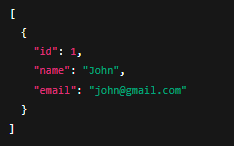 [
  {
    "id": 1,
    "name": "John",
    "email": "john@gmail.com"
  }
]